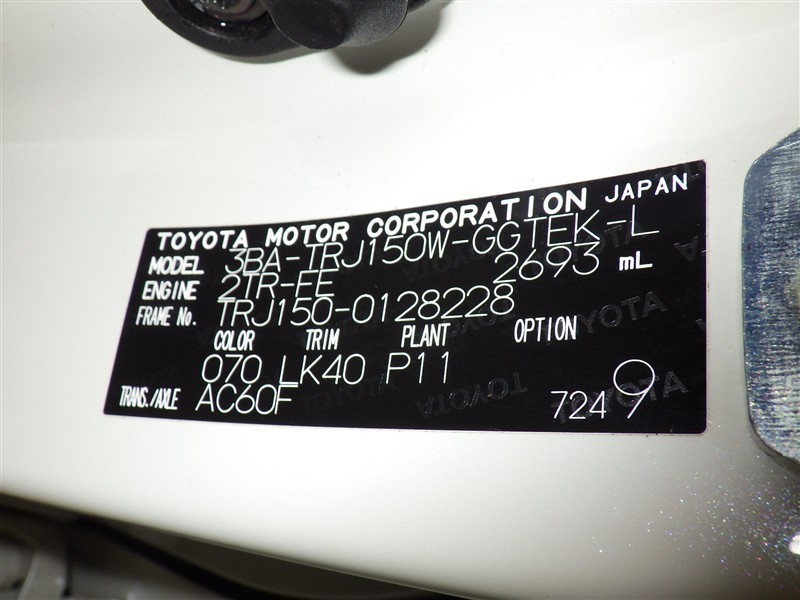 TOYOTA MOTOR CORPORATION JAPAN
MODEL 3BA-TRJ150W-GGTEK-L
ENGINE 2TR-FE 2693 mL
FRAME No. TRJ150-0128228
COLOR TRIM PLANT OPTION
070 LK40 P11
TRANS./AXLE AC60F 7249